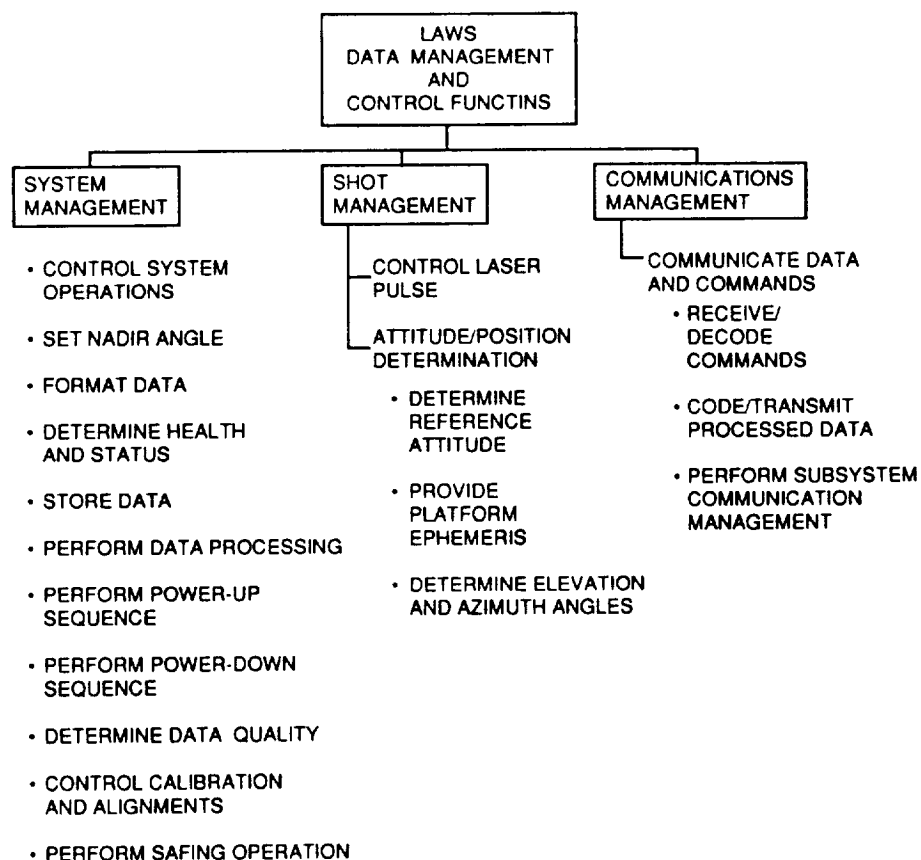 LAWS
DATA MANAGEMENT
AND
CONTROL FUNCTINS
SYSTEM
MANAGEMENT
• CONTROL SYSTEM
OPERATIONS
• SET NADIR ANGLE
• FORMAT DATA
• DETERMINE HEALTH
AND STATUS
• STORE DATA
• PERFORM DATA PROCESSING
• PERFORM POWER-UP
SEQUENCE
• PERFORM POWER-DOWN
SEQUENCE
• DETERMINE DATA QUALITY
• CONTROL CALIBRATION
AND ALIGNMENTS
• PERFORM SAFING OPERATION
SHOT
MANAGEMENT
CONTROL LASER
PULSE
ATTITUDE/POSITION
DETERMINATION
• DETERMINE
REFERENCE
ATTITUDE
• PROVIDE
PLATFORM
EPHEMERIS
• DETERMINE ELEVATION
AND AZIMUTH ANGLES
COMMUNICATIONS
MANAGEMENT
COMMUNICATE DATA
AND COMMANDS
• RECEIVE/
DECODE
COMMANDS
• CODE/TRANSMIT
PROCESSED DATA
• PERFORM SUBSYSTEM
COMMUNICATION
MANAGEMENT